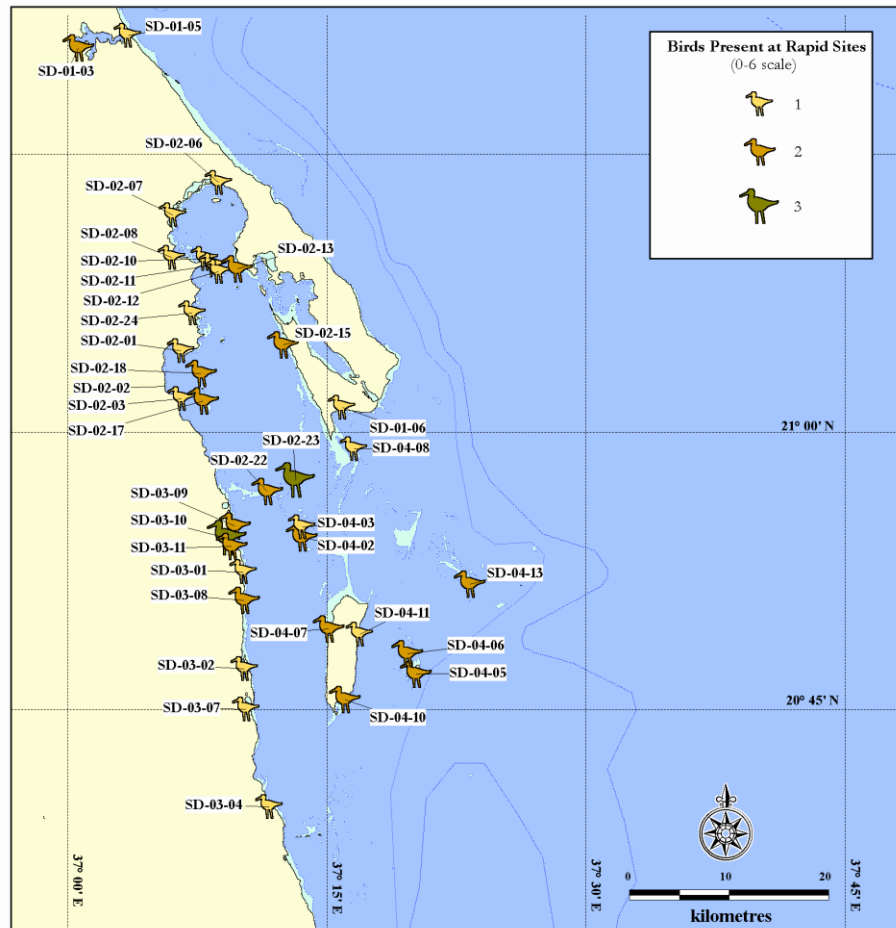 SD-01-05
SD-01-03
Birds Present at Rapid Sites
(0-6 scale)
1
2
3
SD-02-06
SD-02-07
SD-02-08
SD-02-13
SD-02-10
SD-02-11
SD-02-12
SD-02-24
SD-02-15
SD-02-01
SD-02-18
SD-02-02
SD-02-03
SD-02-17
SD-01-06
21° 00' N
SD-02-23
SD-04-08
SD-02-22
SD-03-09
SD-03-10
SD-04-03
SD-03-11
SD-04-02
SD-03-01
SD-04-13
SD-03-08
SD-04-07
SD-04-11
SD-04-06
SD-03-02
SD-04-05
SD-03-07
20° 45' N
SD-04-10
SD-03-04
37° 00' E
37° 15' E
37° 30' E
37° 45' E
0 10 20
kilometres